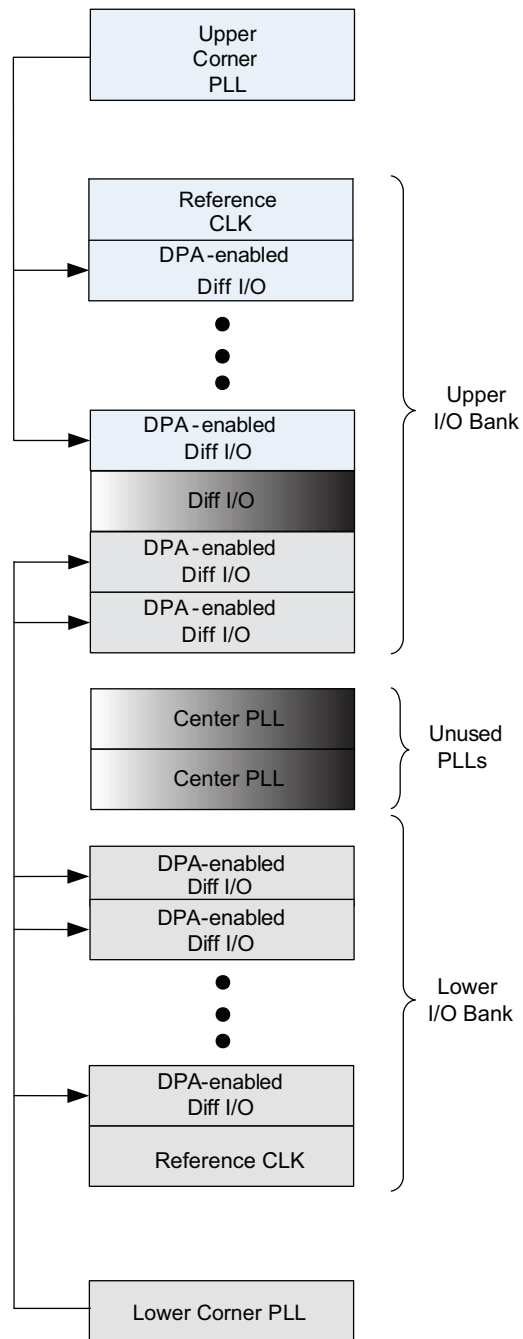 Upper
Corner
PLL
Reference
CLK
DPA-enabled
Diff I/O
DPA-enabled
Diff I/O
Diff I/O
DPA-enabled
Diff I/O
DPA-enabled
Diff I/O
Upper
I/O Bank
Center PLL
Center PLL
Unused
PLLs
DPA-enabled
Diff I/O
DPA-enabled
Diff I/O
DPA-enabled
Diff I/O
Reference CLK
Lower
I/O Bank
Lower Corner PLL